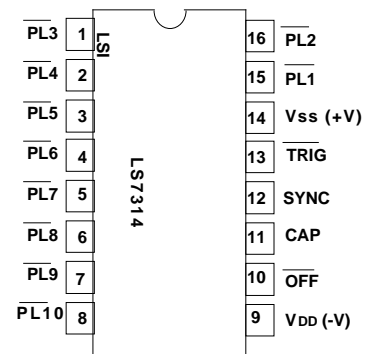 PL3 1 LSI 16 PL2
PL4 2 15 PL1
PL5 3 14 Vss (+V)
PL6 4 13 TRIG
LS7314
PL7 5 12 SYNC
PL8 6 11 CAP
PL9 7 10 OFF
PL10 8 9 VDD (-V)